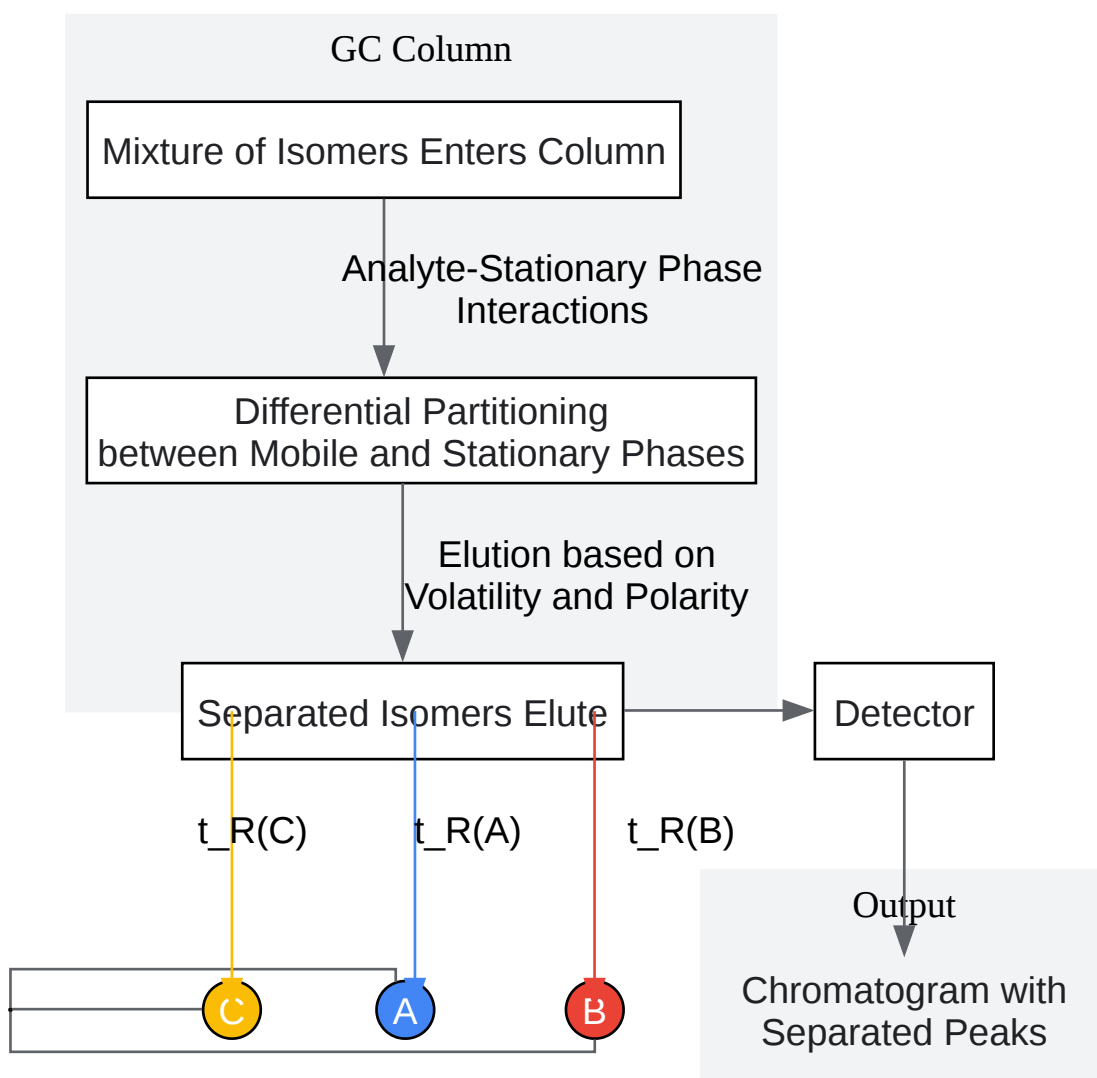 GC Column
Mixture of Isomers Enters Column
Analyte-Stationary Phase
Interactions
Differential Partitioning
between Mobile and Stationary Phases
Elution based on
Volatility and Polarity
Separated Isomers Elute
Detector
t_R(C)
t_R(A)
t_R(B)
Output
C
A
B
Chromatogram with
Separated Peaks